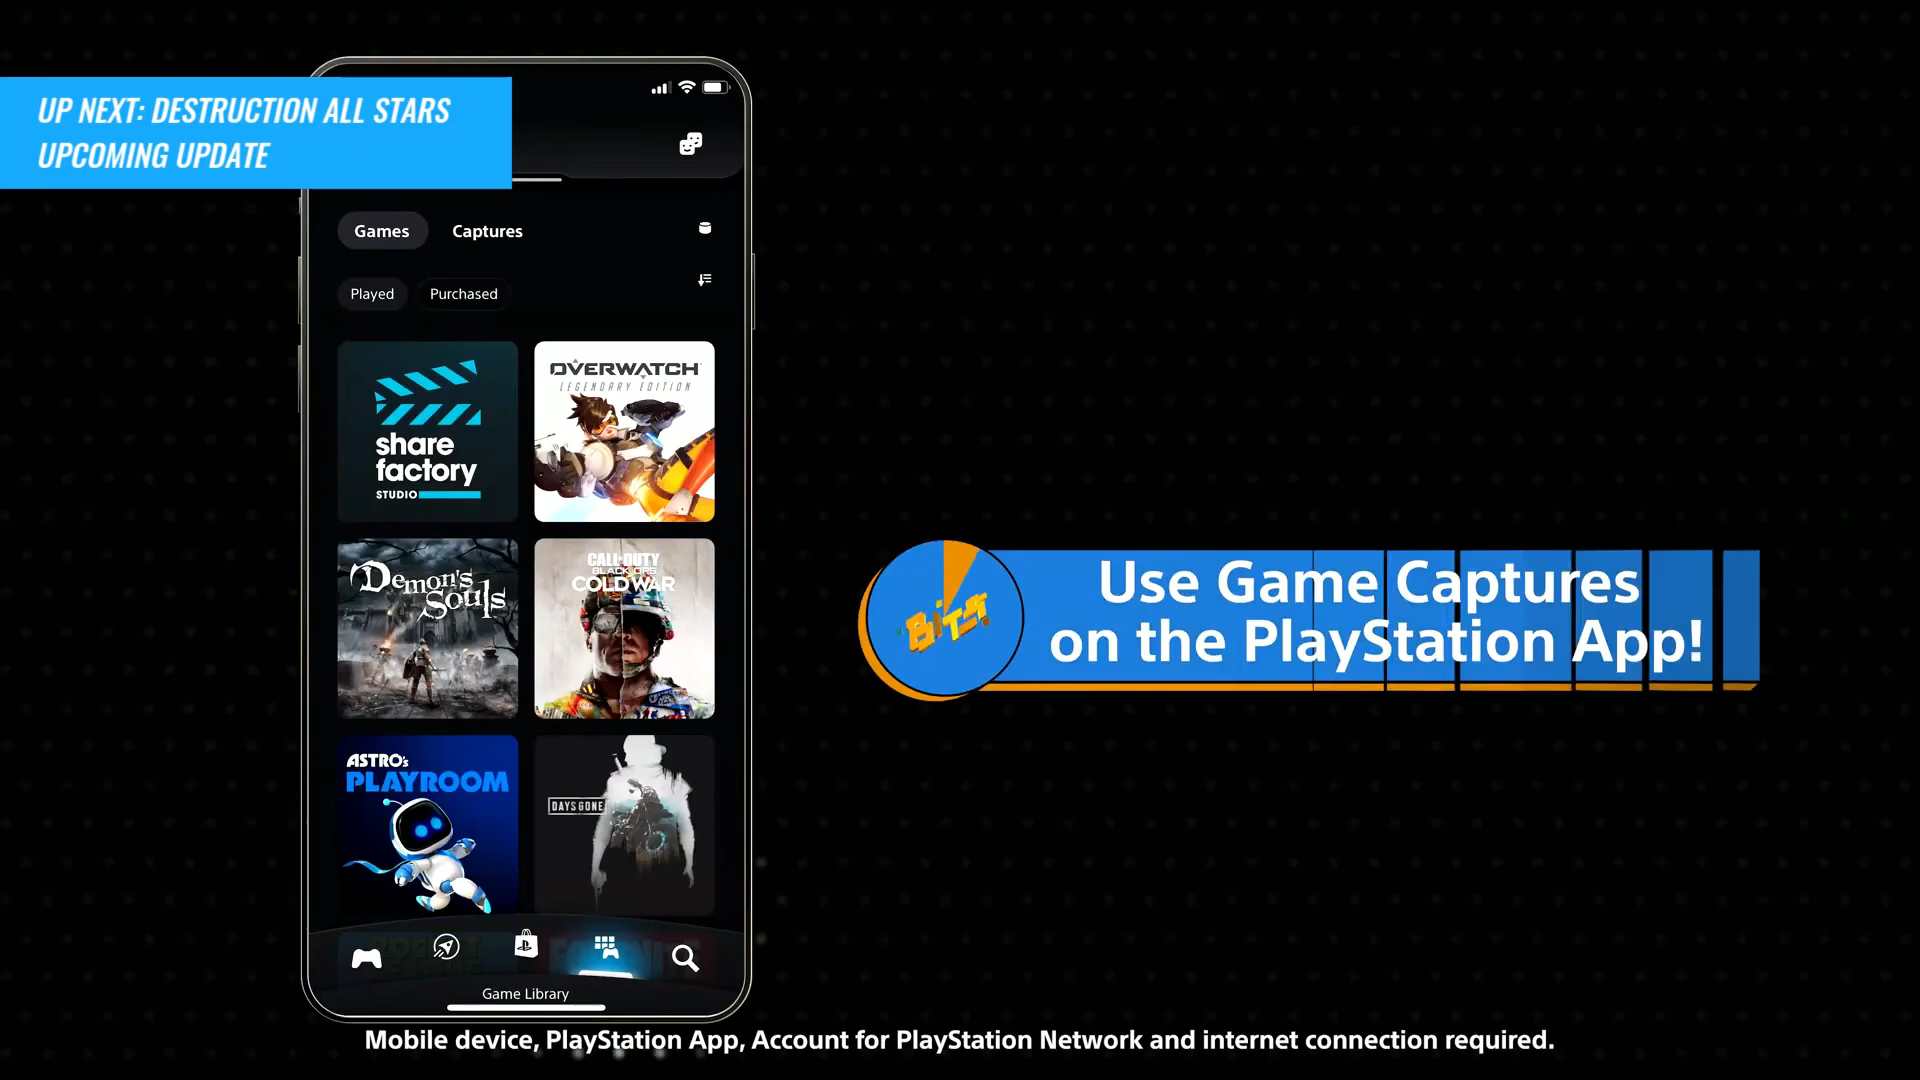 UP NEXT: DESTRUCTION ALL STARS
UPCOMING UPDATE
Games
Captures
Played
Purchased
share
factory
STUDIO
OVERWATCH
LEGENDARY EDITION
Demon's
Souls
CALL OF DUTY
BLACK OPS
COLD WAR
ASTRO's
PLAYROOM
DAYS GONE
Game Library
BiTS
Use Game Captures
on the PlayStation App!
Mobile device, PlayStation App, Account for PlayStation Network and internet connection required.